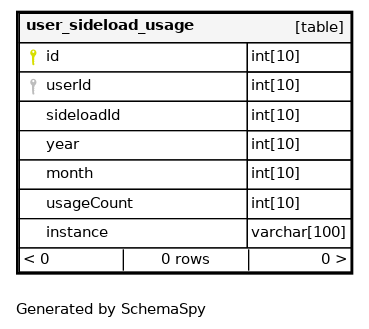 user_sideload_usage [table]
id int[10]
userId int[10]
sideloadId int[10]
year int[10]
month int[10]
usageCount int[10]
instance varchar[100]
< 0 0 rows 0 >
Generated by SchemaSpy